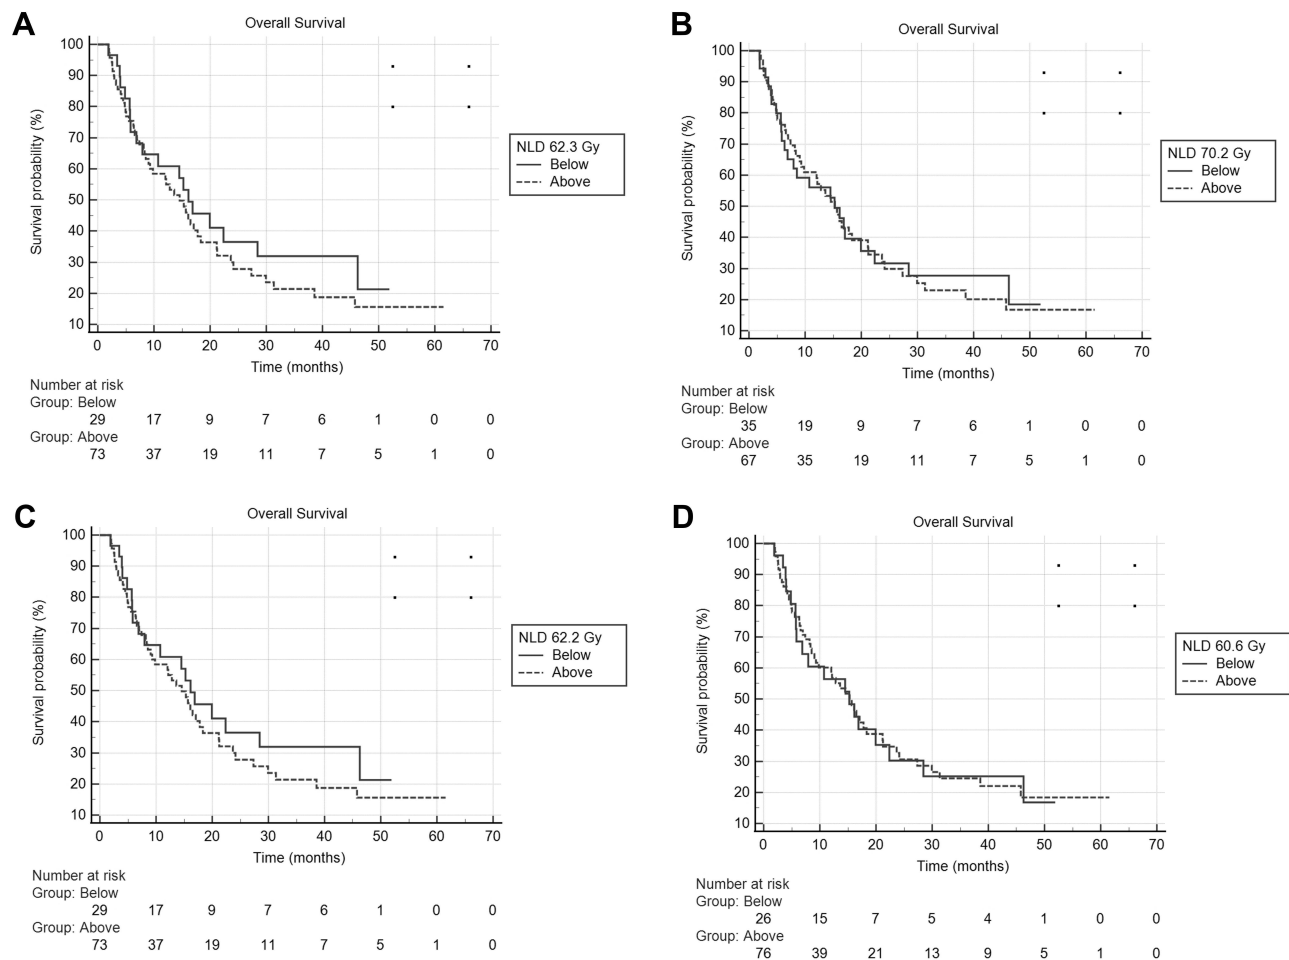 A
Overall Survival
Survival probability (%)
100
90
80
70
60
50
40
30
20
10
0 10 20 30 40 50 60 70
Time (months)
NLD 62.3 Gy
Below
Above
Number at risk
Group: Below
29 17 9 7 6 1 0 0
Group: Above
73 37 19 11 7 5 1 0
B
Overall Survival
Survival probability (%)
100
90
80
70
60
50
40
30
20
10
0 10 20 30 40 50 60 70
Time (months)
NLD 70.2 Gy
Below
Above
Number at risk
Group: Below
35 19 9 7 6 1 0 0
Group: Above
67 35 19 11 7 5 1 0
C
Overall Survival
Survival probability (%)
100
90
80
70
60
50
40
30
20
10
0 10 20 30 40 50 60 70
Time (months)
NLD 62.2 Gy
Below
Above
Number at risk
Group: Below
29 17 9 7 6 1 0 0
Group: Above
73 37 19 11 7 5 1 0
D
Overall Survival
Survival probability (%)
100
90
80
70
60
50
40
30
20
10
0 10 20 30 40 50 60 70
Time (months)
NLD 60.6 Gy
Below
Above
Number at risk
Group: Below
26 15 7 5 4 1 0 0
Group: Above
76 39 21 13 9 5 1 0